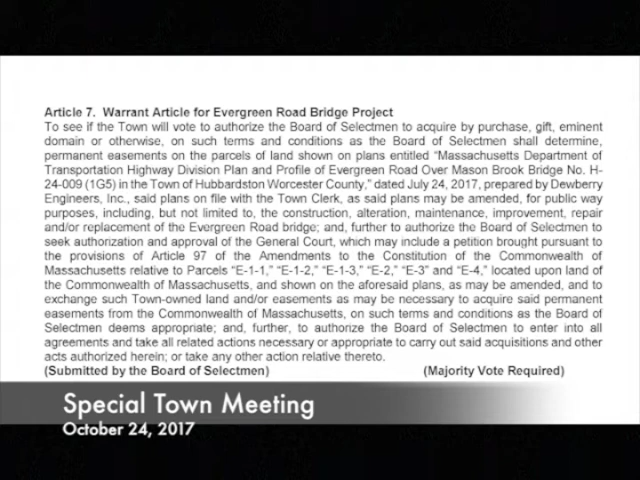 Article 7.  Warrant Article for Evergreen Road Bridge Project
To see if the Town will vote to authorize the Board of Selectmen to acquire by purchase, gift, eminent
domain or otherwise, on such terms and conditions as the Board of Selectmen shall determine,
permanent easements on the parcels of land shown on plans entitled “Massachusetts Department of
Transportation Highway Division Plan and Profile of Evergreen Road Over Mason Brook Bridge No. H-
24-009 (1G5) in the Town of Hubbardston Worcester County,” dated July 24, 2017, prepared by Dewberry
Engineers, Inc., said plans on file with the Town Clerk, as said plans may be amended, for public way
purposes, including, but not limited to, the construction, alteration, maintenance, improvement, repair
and/or replacement of the Evergreen Road bridge; and, further to authorize the Board of Selectmen to
seek authorization and approval of the General Court, which may include a petition brought pursuant to
the provisions of Article 97 of the Amendments to the Constitution of the Commonwealth of
Massachusetts relative to Parcels “E-1-1,” “E-1-2,” “E-1-3,” “E-2,” “E-3” and “E-4,” located upon land of
the Commonwealth of Massachusetts, and shown on the aforesaid plans, as may be amended, and to
exchange such Town-owned land and/or easements as may be necessary to acquire said permanent
easements from the Commonwealth of Massachusetts, on such terms and conditions as the Board of
Selectmen deems appropriate; and, further, to authorize the Board of Selectmen to enter into all
agreements and take all related actions necessary or appropriate to carry out said acquisitions and other
acts authorized herein; or take any other action relative thereto.
(Submitted by the Board of Selectmen) (Majority Vote Required)
Special Town Meeting
October 24, 2017